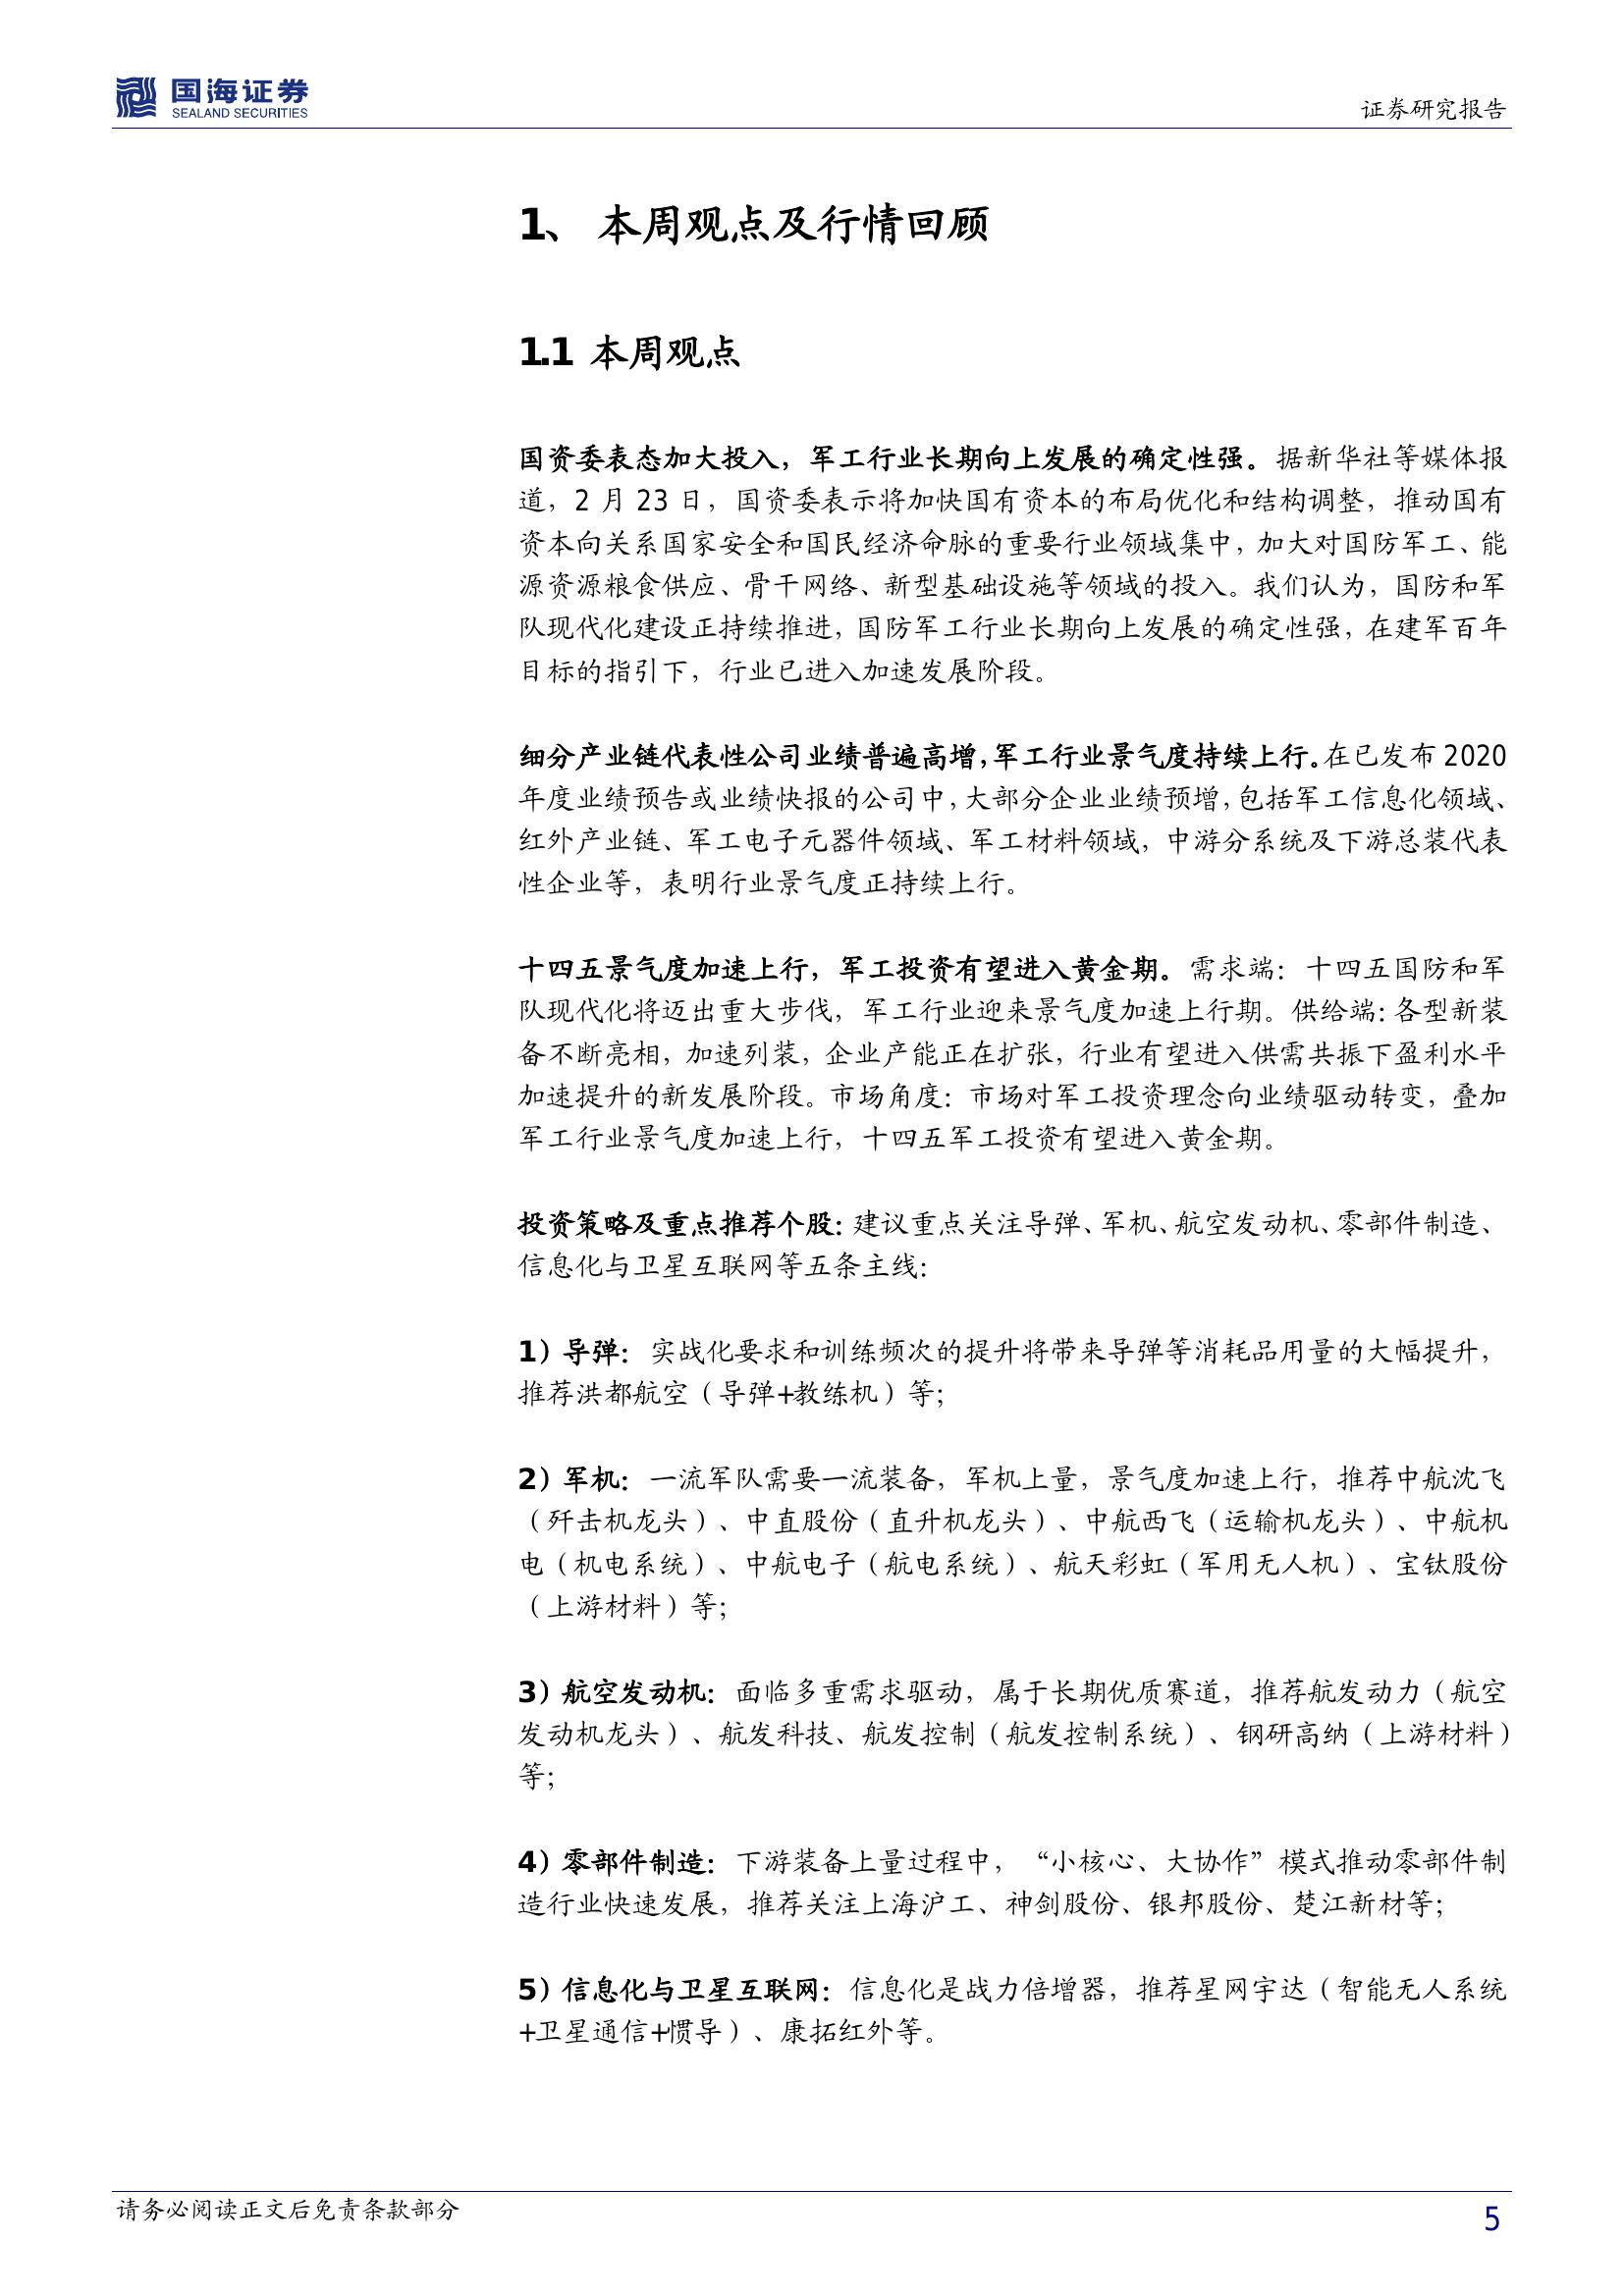 国海证券
SEALAND SECURITIES
证券研究报告
1、 本周观点及行情回顾
1.1 本周观点
国资委表态加大投入，军工行业长期向上发展的确定性强。据新华社等媒体报
道，2 月 23 日，国资委表示将加快国有资本的布局优化和结构调整，推动国有
资本向关系国家安全和国民经济命脉的重要行业领域集中，加大对国防军工、能
源资源粮食供应、骨干网络、新型基础设施等领域的投入。我们认为，国防和军
队现代化建设正持续推进，国防军工行业长期向上发展的确定性强，在建军百年
目标的指引下，行业已进入加速发展阶段。
细分产业链代表性公司业绩普遍高增，军工行业景气度持续上行。在已发布 2020
年度业绩预告或业绩快报的公司中，大部分企业业绩预增，包括军工信息化领域、
红外产业链、军工电子元器件领域、军工材料领域，中游分系统及下游总装代表
性企业等，表明行业景气度正持续上行。
十四五景气度加速上行，军工投资有望进入黄金期。需求端：十四五国防和军
队现代化将迈出重大步伐，军工行业迎来景气度加速上行期。供给端：各型新装
备不断亮相，加速列装，企业产能正在扩张，行业有望进入供需共振下盈利水平
加速提升的新发展阶段。市场角度：市场对军工投资理念向业绩驱动转变，叠加
军工行业景气度加速上行，十四五军工投资有望进入黄金期。
投资策略及重点推荐个股：建议重点关注导弹、军机、航空发动机、零部件制造、
信息化与卫星互联网等五条主线：
1）导弹：实战化要求和训练频次的提升将带来导弹等消耗品用量的大幅提升，
推荐洪都航空（导弹+教练机）等；
2）军机：一流军队需要一流装备，军机上量，景气度加速上行，推荐中航沈飞
（歼击机龙头）、中直股份（直升机龙头）、中航西飞（运输机龙头）、中航机
电（机电系统）、中航电子（航电系统）、航天彩虹（军用无人机）、宝钛股份
（上游材料）等；
3）航空发动机：面临多重需求驱动，属于长期优质赛道，推荐航发动力（航空
发动机龙头）、航发科技、航发控制（航发控制系统）、钢研高纳（上游材料）
等；
4）零部件制造：下游装备上量过程中，“小核心、大协作”模式推动零部件制
造行业快速发展，推荐关注上海沪工、神剑股份、银邦股份、楚江新材等；
5）信息化与卫星互联网：信息化是战力倍增器，推荐星网宇达（智能无人系统
+卫星通信+惯导）、康拓红外等。
请务必阅读正文后免责条款部分
5